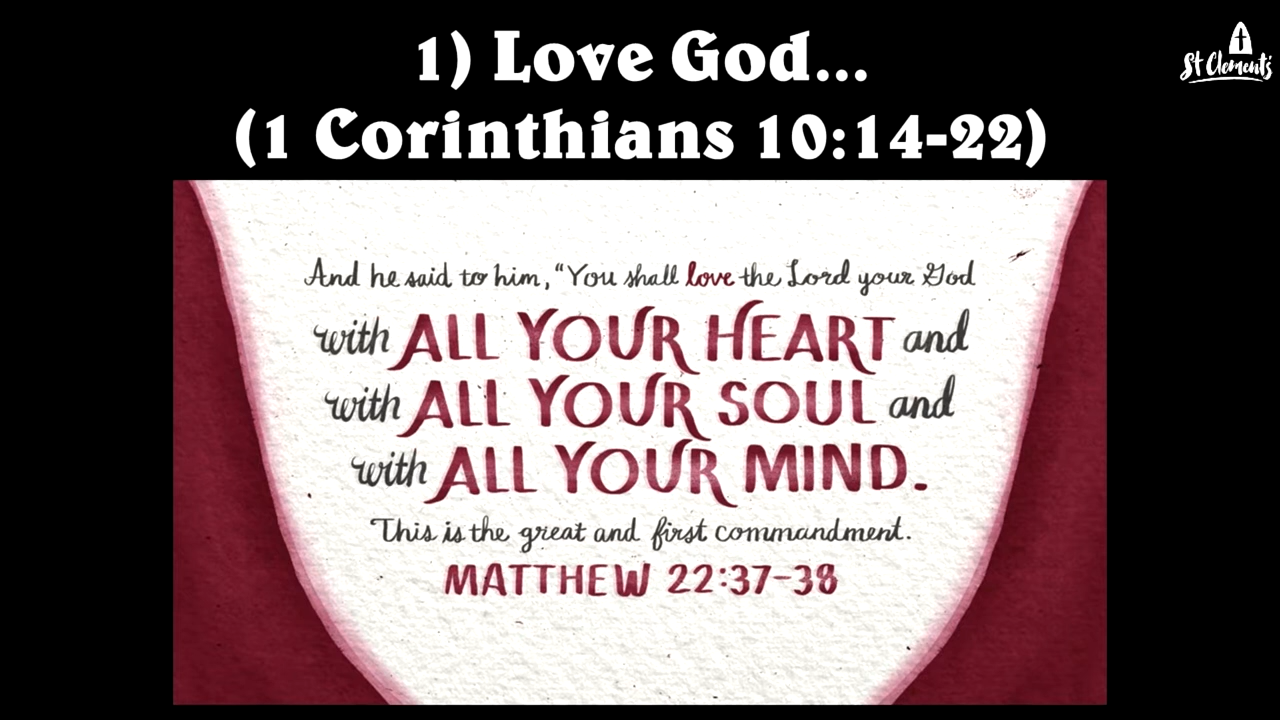 1) Love God...
(1 Corinthians 10:14-22)
St Clement's
And he said to him, “You shall love the Lord your God
with ALL YOUR HEART and
with ALL YOUR SOUL and
with ALL YOUR MIND.
This is the great and first commandment.
MATTHEW 22:37-38